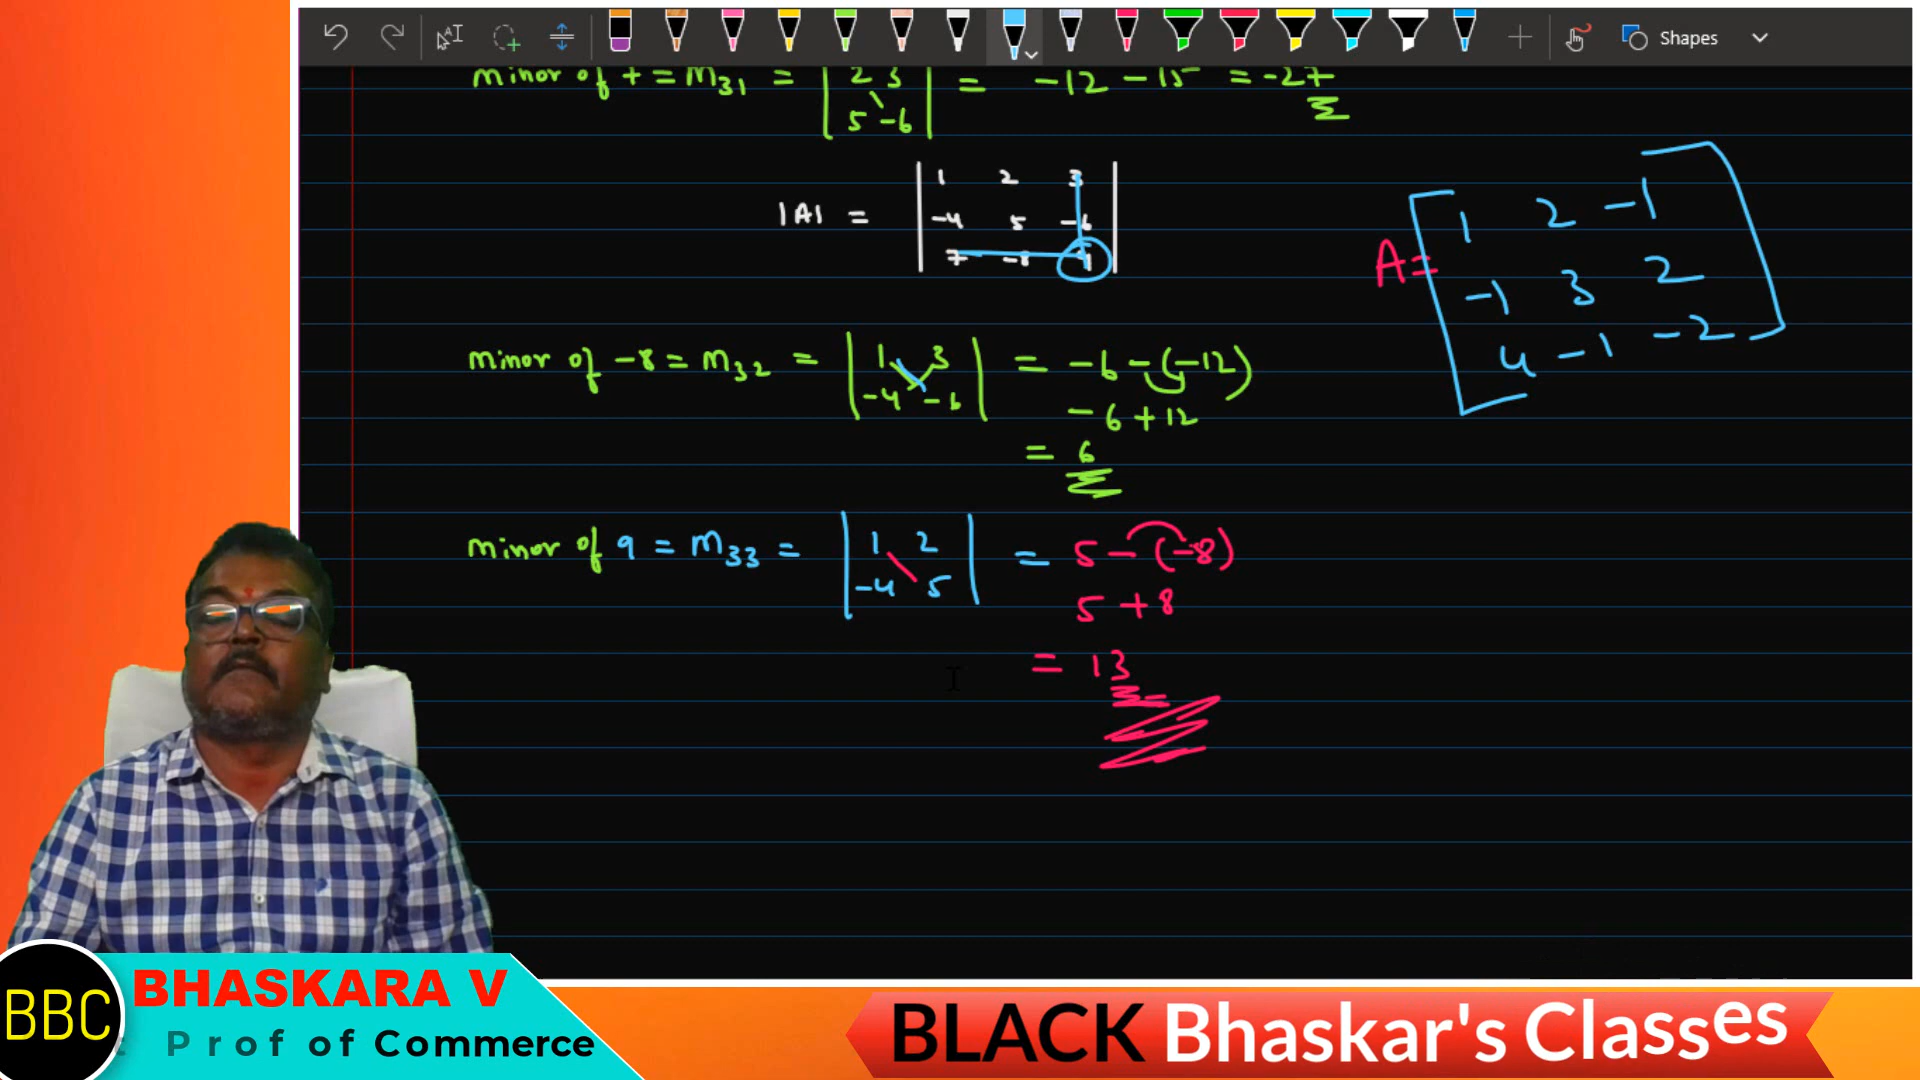 Shapes
minor of 7 = M31 = | 2 3 | = -12 - 15 = -27
| 5 -6 |
|A| = | 1 2 3 |
| -4 5 -6 |
| 7 -8 9 |
A = [ 1 2 -1
-1 3 2
4 -1 -2 ]
minor of -8 = M32 = | 1 3 | = -6 - (-12)
| -4 -6 | -6 + 12
= 6
minor of 9 = M33 = | 1 2 | = 5 - (-8)
| -4 5 | 5 + 8
= 13
BBC
BHASKARA V
Prof of Commerce
BLACK Bhaskar's Classes